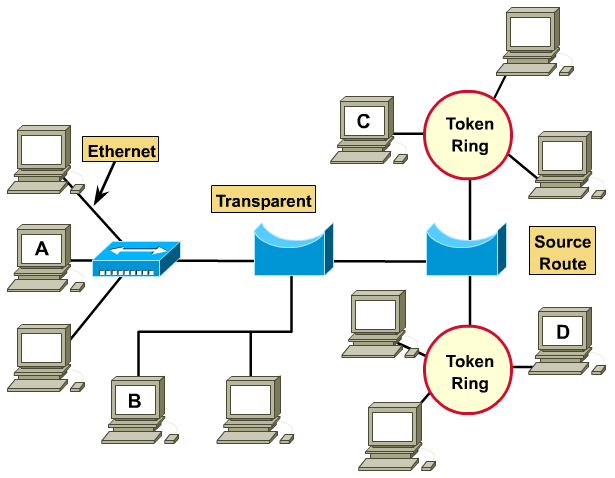 C
Token
Ring
Ethernet
Transparent
A
Source
Route
B
Token
Ring
D